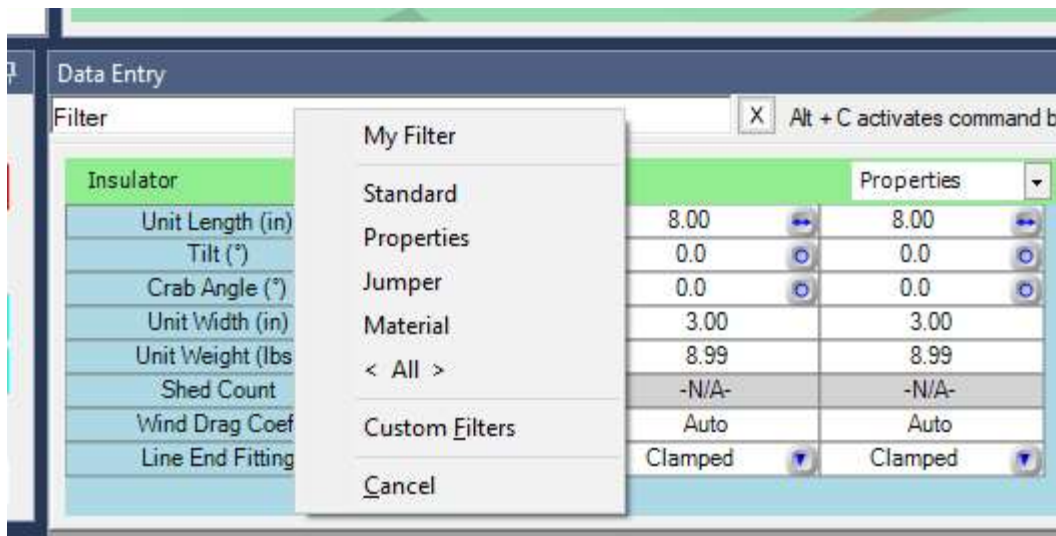 Data Entry
Filter X Alt + C activates command b
My Filter
Standard
Properties
Jumper
Material
< All >
Custom Filters
Cancel
Insulator Properties
Unit Length (in) 8.00 8.00
Tilt (°) 0.0 0.0
Crab Angle (°) 0.0 0.0
Unit Width (in) 3.00 3.00
Unit Weight (lbs 8.99 8.99
Shed Count -N/A- -N/A-
Wind Drag Coef Auto Auto
Line End Fitting Clamped Clamped